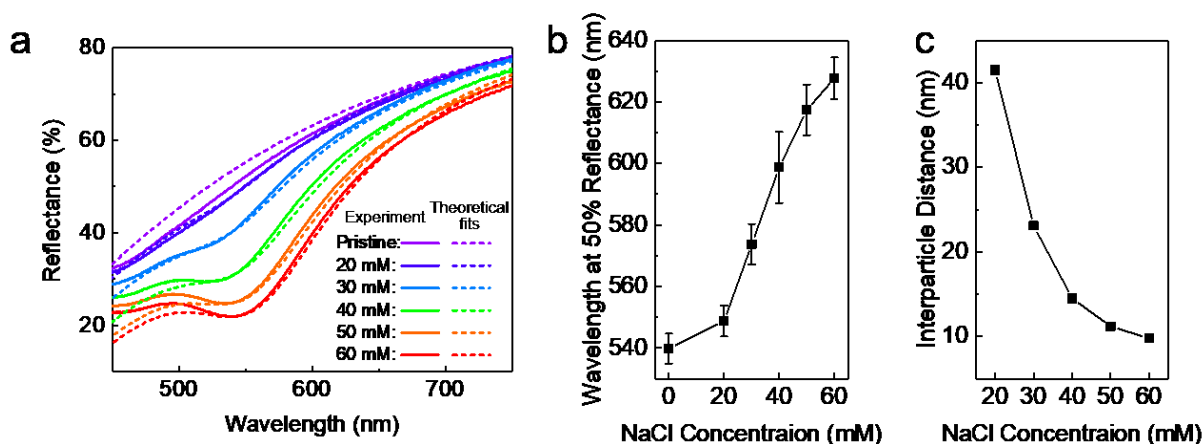 a
80
60
40
20
Reflectance (%)
500
600
700
Wavelength (nm)
Experiment Theoretical
fits
Pristine:
20 mM:
30 mM:
40 mM:
50 mM:
60 mM:
b
640
620
600
580
560
540
Wavelength at 50% Reflectance (nm)
0
20
40
60
NaCl Concentraion (mM)
c
40
30
20
10
Interparticle Distance (nm)
20
30
40
50
60
NaCl Concentraion (mM)